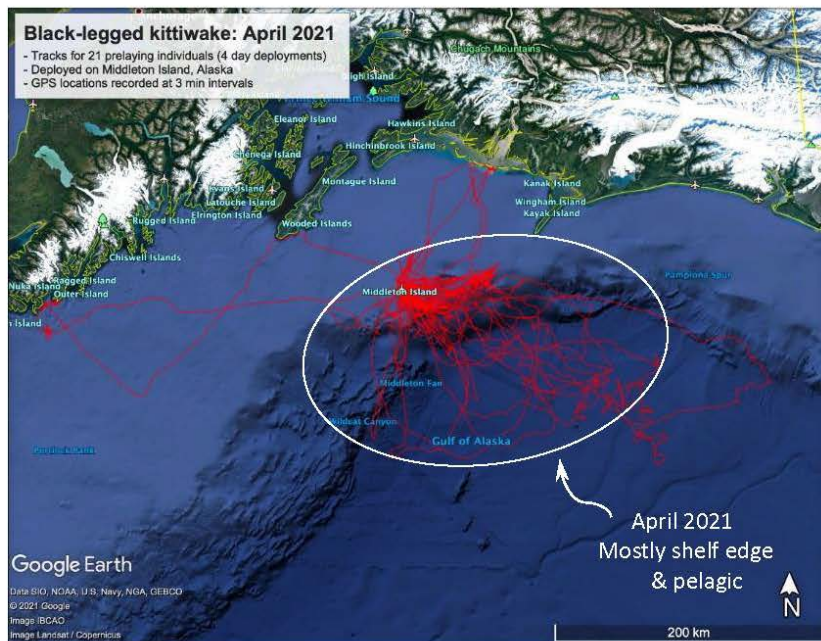 Black-legged kittiwake: April 2021
- Tracks for 21 prelaying individuals (4 day deployments)
- Deployed on Middleton Island, Alaska
- GPS locations recorded at 3 min intervals
Chugach Mountains
Eleanor Island
Hawkins Island
Chenega Island
Hinchinbrook Island
Montague Island
Evans Island
Latouche Island
Elrington Island
Kanak Island
Wingham Island
Kayak Island
Rugged Island
Wooded Islands
Chiswell Islands
Ragged Island
Nuka Island
Outer Island
Island
Pamplona Spur
Middleton Island
Middleton Fan
Wildcat Canyon
Gulf of Alaska
April 2021
Mostly shelf edge
& pelagic
Google Earth
Data SIO, NOAA, U.S. Navy, NGA, GEBCO
© 2021 Google
Image IBCAO
Image Landsat / Copernicus
N
200 km